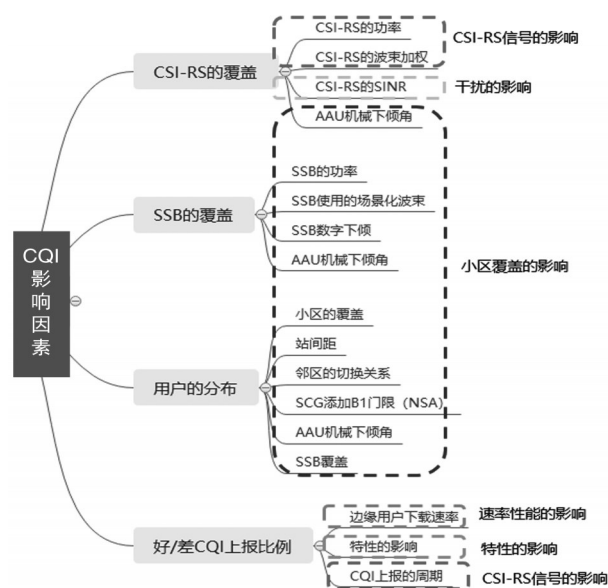 CSI-RS的功率
CSI-RS的波束加权
CSI-RS信号的影响
CSI-RS的覆盖
CSI-RS的SINR
干扰的影响
AAU机械下倾角
SSB的功率
SSB使用的场景化波束
SSB的覆盖
SSB数字下倾
AAU机械下倾角
小区覆盖的影响
CQI
影
响
因
素
小区的覆盖
站间距
邻区的切换关系
用户的分布
SCG添加B1门限（NSA）
AAU机械下倾角
SSB覆盖
边缘用户下载速率
速率性能的影响
好/差CQI上报比例
特性的影响
特性的影响
CQI上报的周期
CSI-RS信号的影响